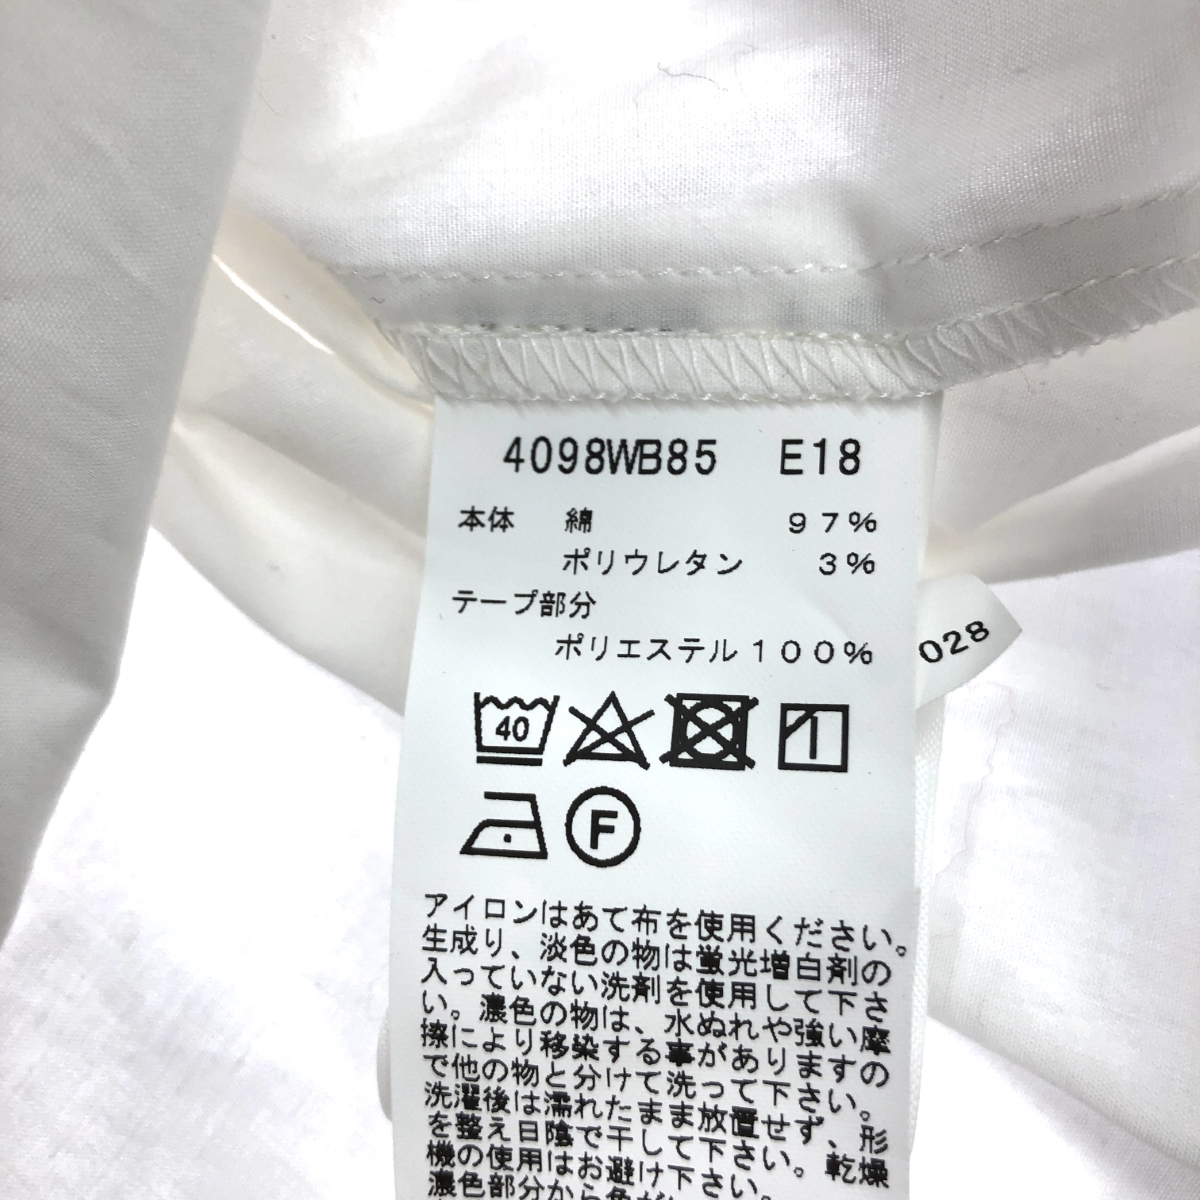 4098WB85 E18
本体 綿 97%
ポリウレタン 3%
テープ部分
ポリエステル100%
028
40
F
アイロンはあて布を使用ください。
生成り、淡色の物は蛍光増白剤の
入っていない洗剤を使用して下さ
い。濃色の物は、水ぬれや強い摩
擦により移染する事がありますの
で他の物と分けて洗って下さい。
洗濯後は濡れたまま放置せず、形
を整え日陰で干して下さい。乾燥
機の使用はお避け下さい。
濃色部分から色が